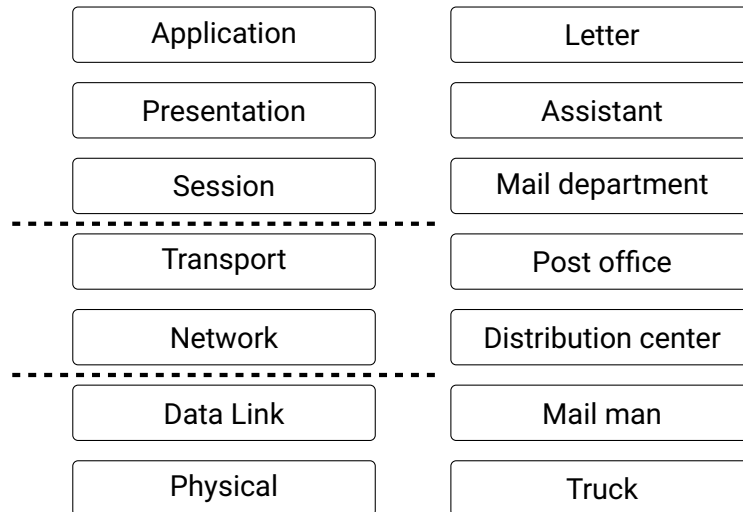 Application
Letter
Presentation
Assistant
Session
Mail department
Transport
Post office
Network
Distribution center
Data Link
Mail man
Physical
Truck